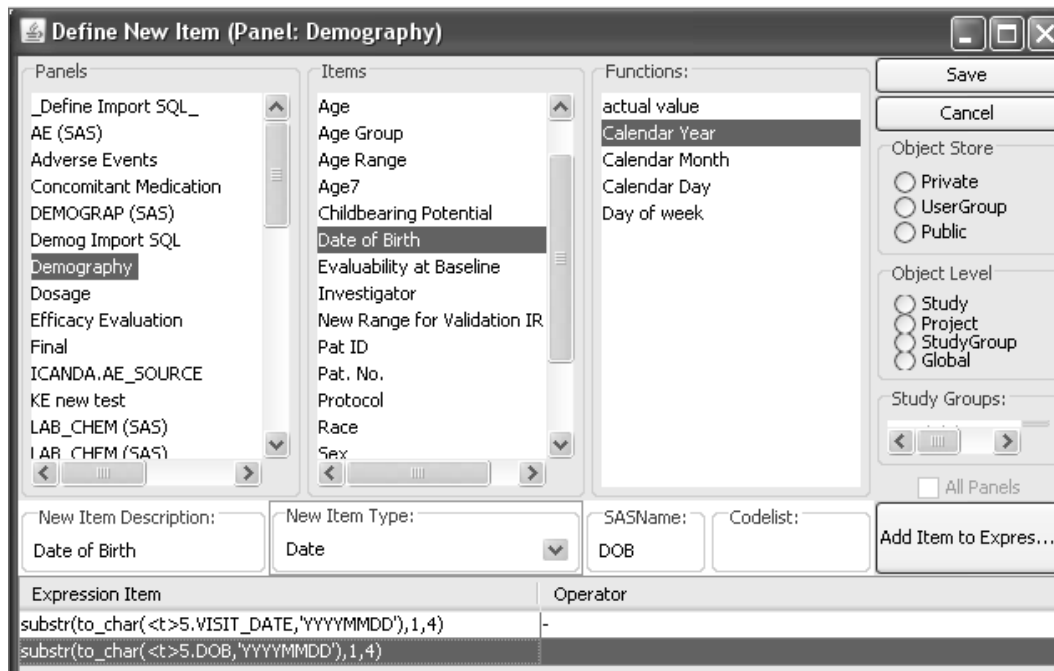 Define New Item (Panel: Demography)
Panels
_Define Import SQL_
AE (SAS)
Adverse Events
Concomitant Medication
DEMOGRAP (SAS)
Demog Import SQL
Demography
Dosage
Efficacy Evaluation
Final
ICANDA.AE_SOURCE
KE new test
LAB_CHEM (SAS)
LAB CHEM (SAS)
Items
Age
Age Group
Age Range
Age7
Childbearing Potential
Date of Birth
Evaluability at Baseline
Investigator
New Range for Validation IR
Pat ID
Pat. No.
Protocol
Race
Sex
Functions:
actual value
Calendar Year
Calendar Month
Calendar Day
Day of week
Save
Cancel
Object Store
Private
UserGroup
Public
Object Level
Study
Project
StudyGroup
Global
Study Groups:
All Panels
New Item Description:
Date of Birth
New Item Type:
Date
SASName:
DOB
Codelist:
Add Item to Expres...
Expression Item Operator
substr(to_char(<t>5.VISIT_DATE,'YYYYMMDD'),1,4) -
substr(to_char(<t>5.DOB,'YYYYMMDD'),1,4)